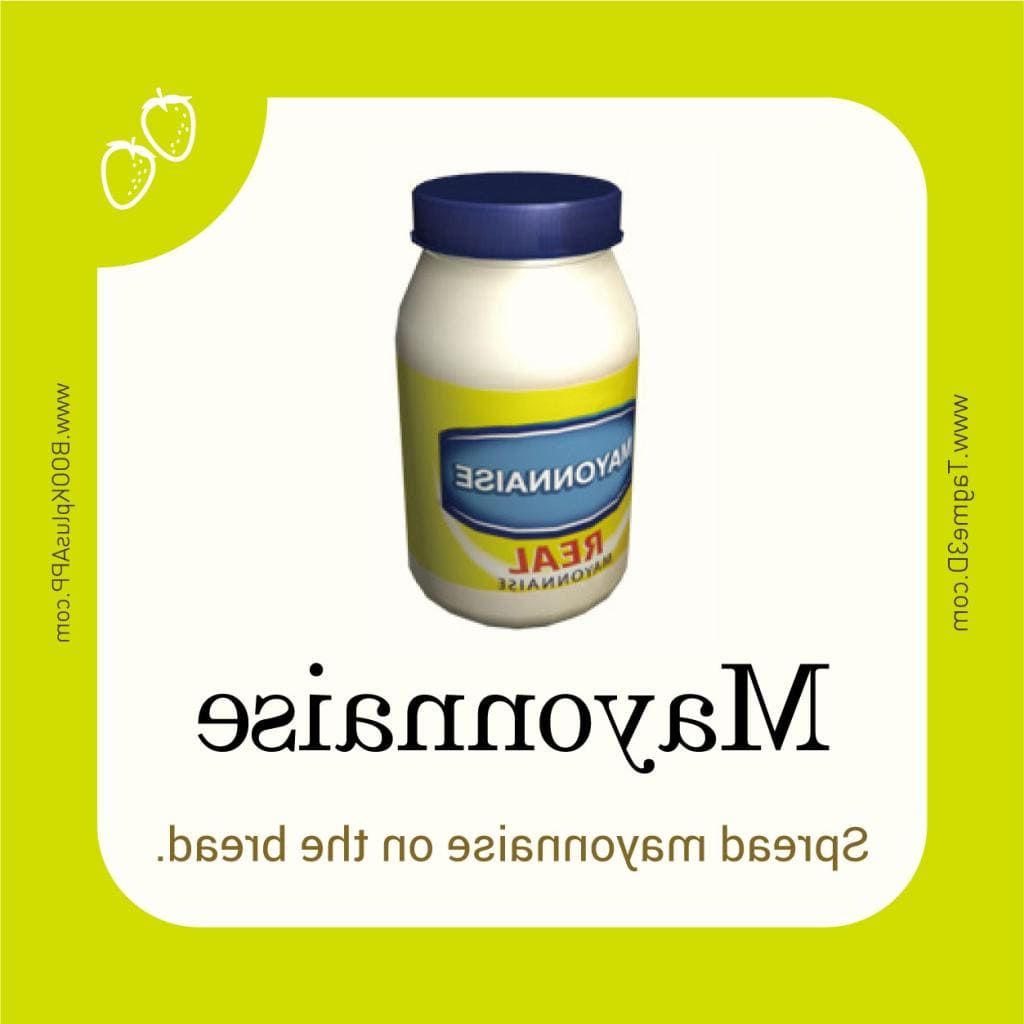 MAYONNAISE
REAL
MAYONNAISE
Mayonnaise
Spread mayonnaise on the bread.
www.Tagme3D.com
www.BOOKplusAPP.com